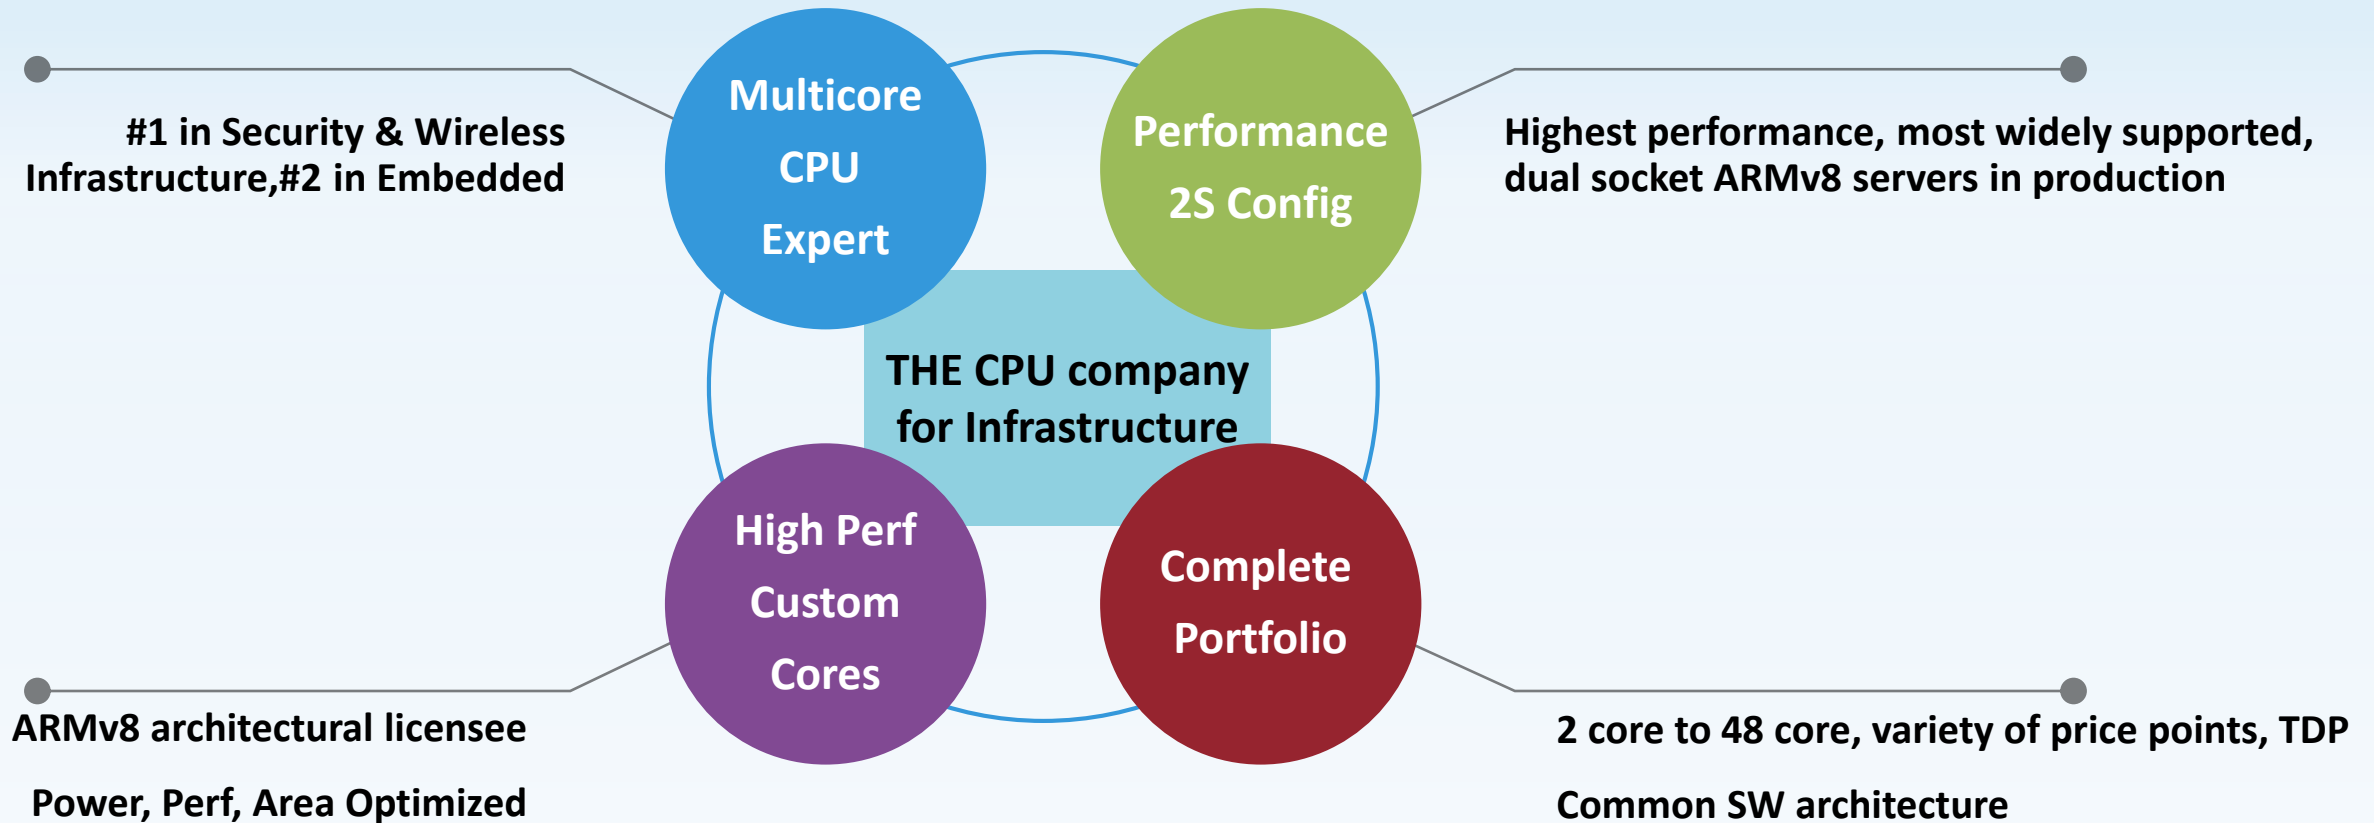 Multicore
CPU
Expert
#1 in Security & Wireless
Infrastructure,#2 in Embedded
Performance
2S Config
Highest performance, most widely supported,
dual socket ARMv8 servers in production
THE CPU company
for Infrastructure
High Perf
Custom
Cores
ARMv8 architectural licensee
Power, Perf, Area Optimized
Complete
Portfolio
2 core to 48 core, variety of price points, TDP
Common SW architecture